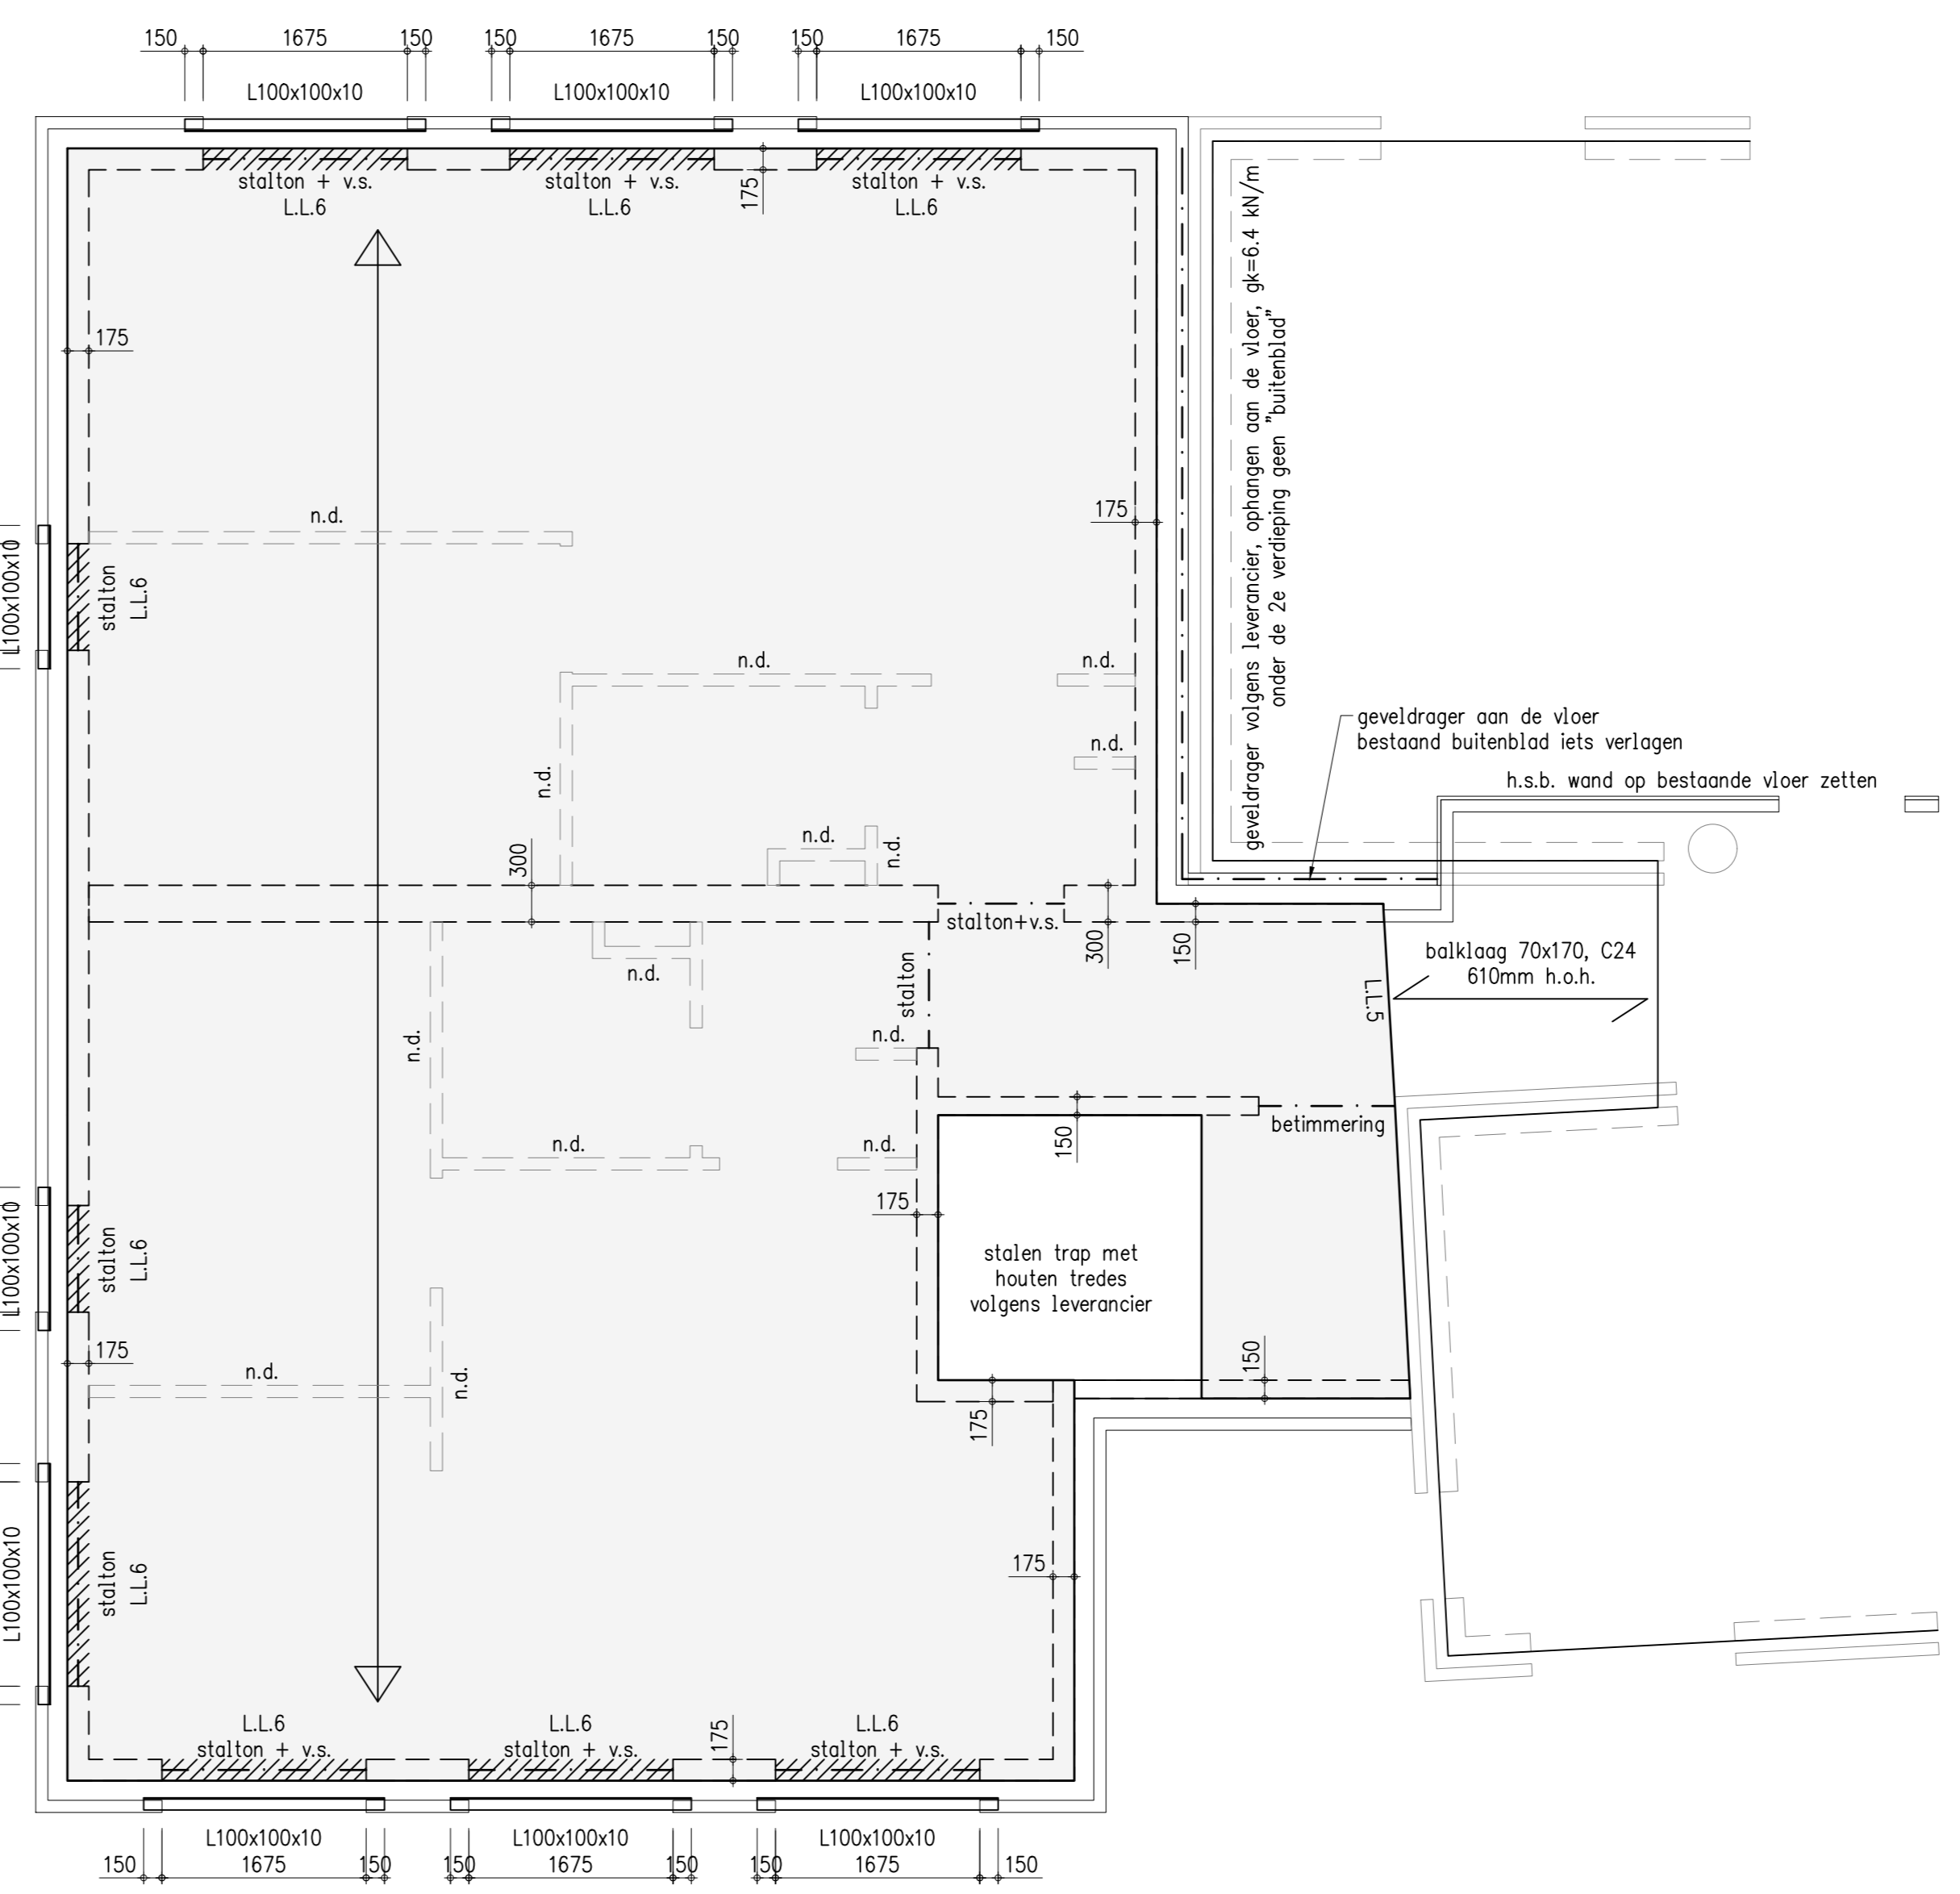 150 1675 150 150 1675 150 150 1675 150
L100x100x10 L100x100x10 L100x100x10
stalton + v.s. stalton + v.s. stalton + v.s.
L.L.6 L.L.6 L.L.6
175
175
175
geveldrager volgens leverancier, ophangen aan de vloer, gk=6.4 kN/m
onder de 2e verdieping geen "buitenblad"
n.d.
L100x100x10
stalton
L.L.6
n.d.
n.d.
n.d.
n.d.
geveldrager aan de vloer
bestaand buitenblad iets verlagen
h.s.b. wand op bestaande vloer zetten
n.d.
n.d.
300
stalton+v.s.
300
150
balklaag 70x170, C24
610mm h.o.h.
L.L.5
stalton
n.d.
n.d.
n.d.
150
betimmering
n.d.
n.d.
175
L100x100x10
stalton
L.L.6
stalen trap met
houten tredes
volgens leverancier
175
n.d.
n.d.
150
175
L100x100x10
stalton
L.L.6
175
175
L.L.6 L.L.6 L.L.6
stalton + v.s. stalton + v.s. stalton + v.s.
L100x100x10 L100x100x10 L100x100x10
150 1675 150 150 1675 150 150 1675 150